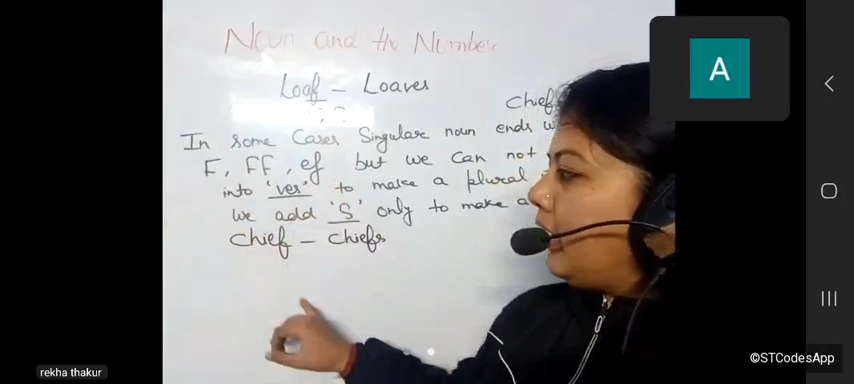 Noun and the Number
Loaf - Loaves
Chief
In some Cases Singular noun ends
F, FF, ef but we can not
into 'ves' to make a plural
we add 'S' only to make a
Chief - Chiefs
A
rekha thakur
©STCodesApp